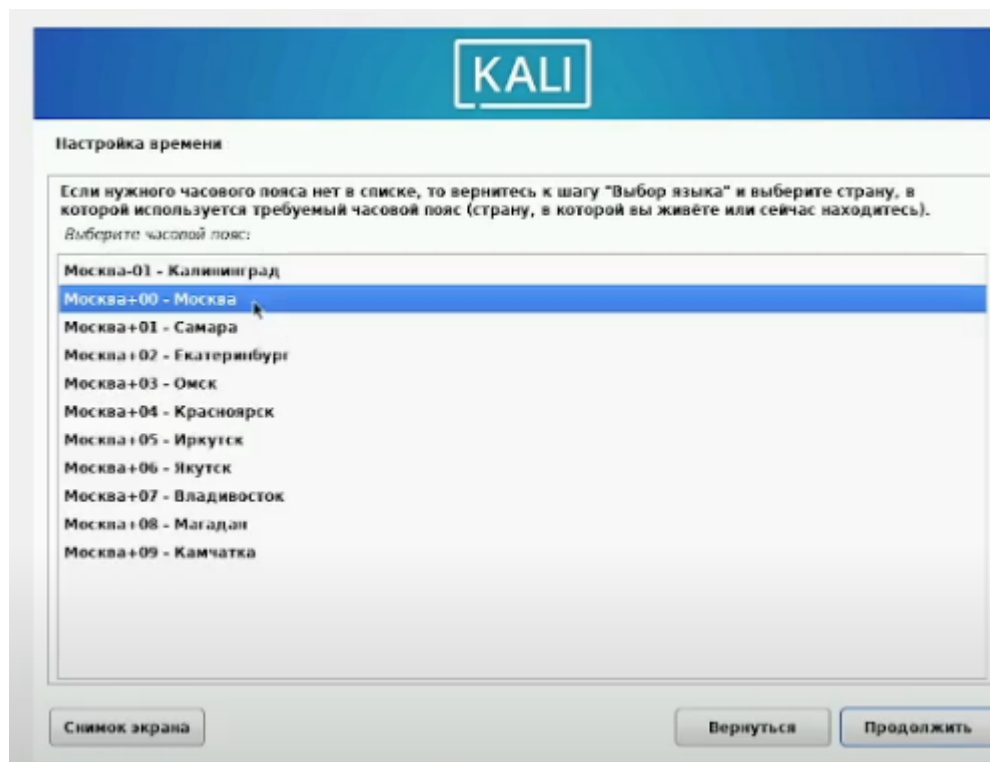 KALI
Настройка времени
Если нужного часового пояса нет в списке, то вернитесь к шагу "Выбор языка" и выберите страну, в
которой используется требуемый часовой пояс (страну, в которой вы живёте или сейчас находитесь).
Выберите часовой пояс:
Москва-01 - Калининград
Москва+00 - Москва
Москва+01 - Самара
Москва+02 - Екатеринбург
Москва+03 - Омск
Москва+04 - Красноярск
Москва+05 - Иркутск
Москва+06 - Якутск
Москва+07 - Владивосток
Москва+08 - Магадан
Москва+09 - Камчатка
Снимок экрана
Вернуться
Продолжить